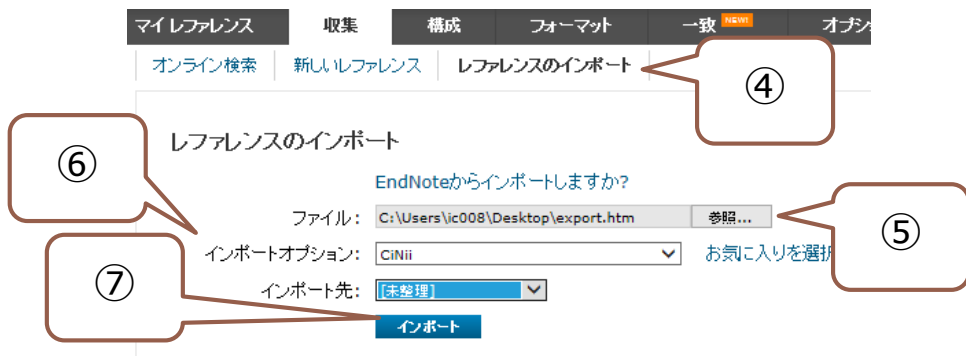 マイ レファレンス 収集 構成 フォーマット 一致 NEW!
オンライン検索 新しいレファレンス レファレンスのインポート
④
レファレンスのインポート
⑥
EndNoteからインポートしますか?
ファイル: C:\Users\ic008\Desktop\export.htm 参照...
⑤
インポートオプション: CiNii お気に入りを選択
⑦
インポート先: [未整理]
インポート